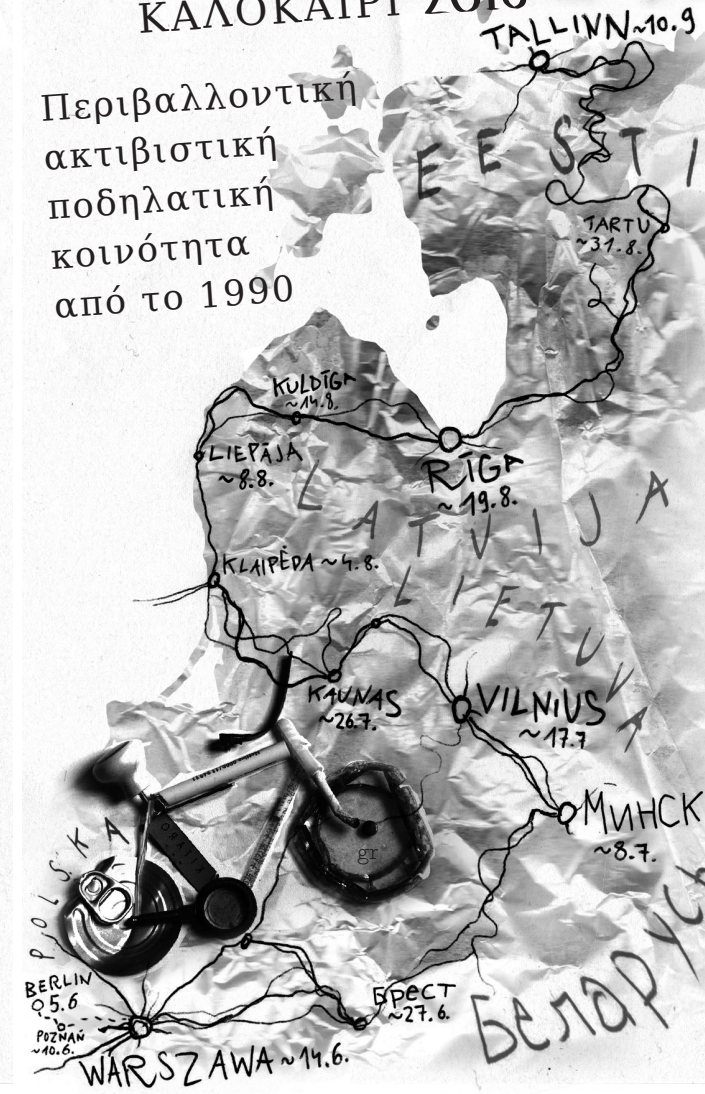 ΚΑΛΟΚΑΙΡΙ 2016
TALLINN ~10.9
Περιβαλλοντική
ακτιβιστική
ποδηλατική
κοινότητα
από το 1990
EESTI
TARTU
~31.8.
KULDĪGA
~14.8.
LIEPĀJA
~8.8.
RĪGA
~19.8.
LATVIJA
KLAIPĖDA ~4.8.
LIETUVA
KAUNAS
~26.7.
VILNIUS
~17.7
МИНСК
~8.7.
gr
POLSKA
BERLIN
5.6
POZNAŃ
~10.6.
WARSZAWA ~14.6.
БРЕСТ
~27.6.
Беларусь